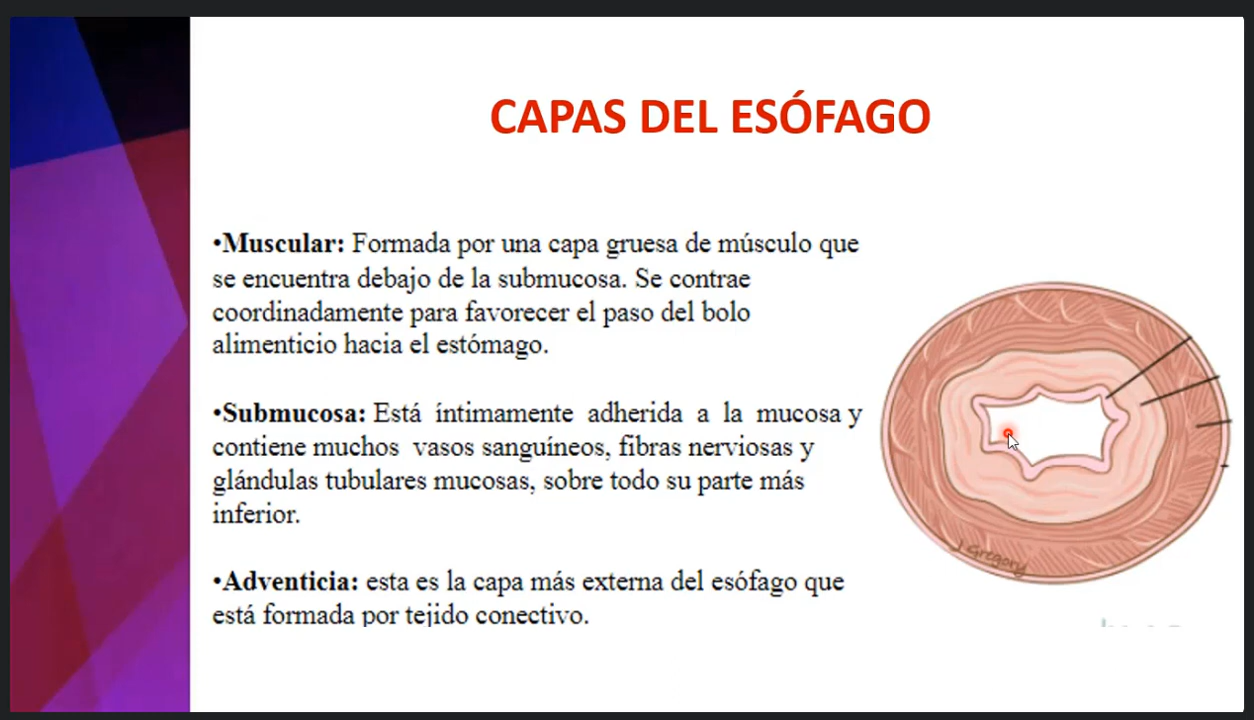 CAPAS DEL ESÓFAGO
•Muscular: Formada por una capa gruesa de músculo que
se encuentra debajo de la submucosa. Se contrae
coordinadamente para favorecer el paso del bolo
alimenticio hacia el estómago.
•Submucosa: Está íntimamente adherida a la mucosa y
contiene muchos vasos sanguíneos, fibras nerviosas y
glándulas tubulares mucosas, sobre todo su parte más
inferior.
•Adventicia: esta es la capa más externa del esófago que
está formada por tejido conectivo.
J Gregory